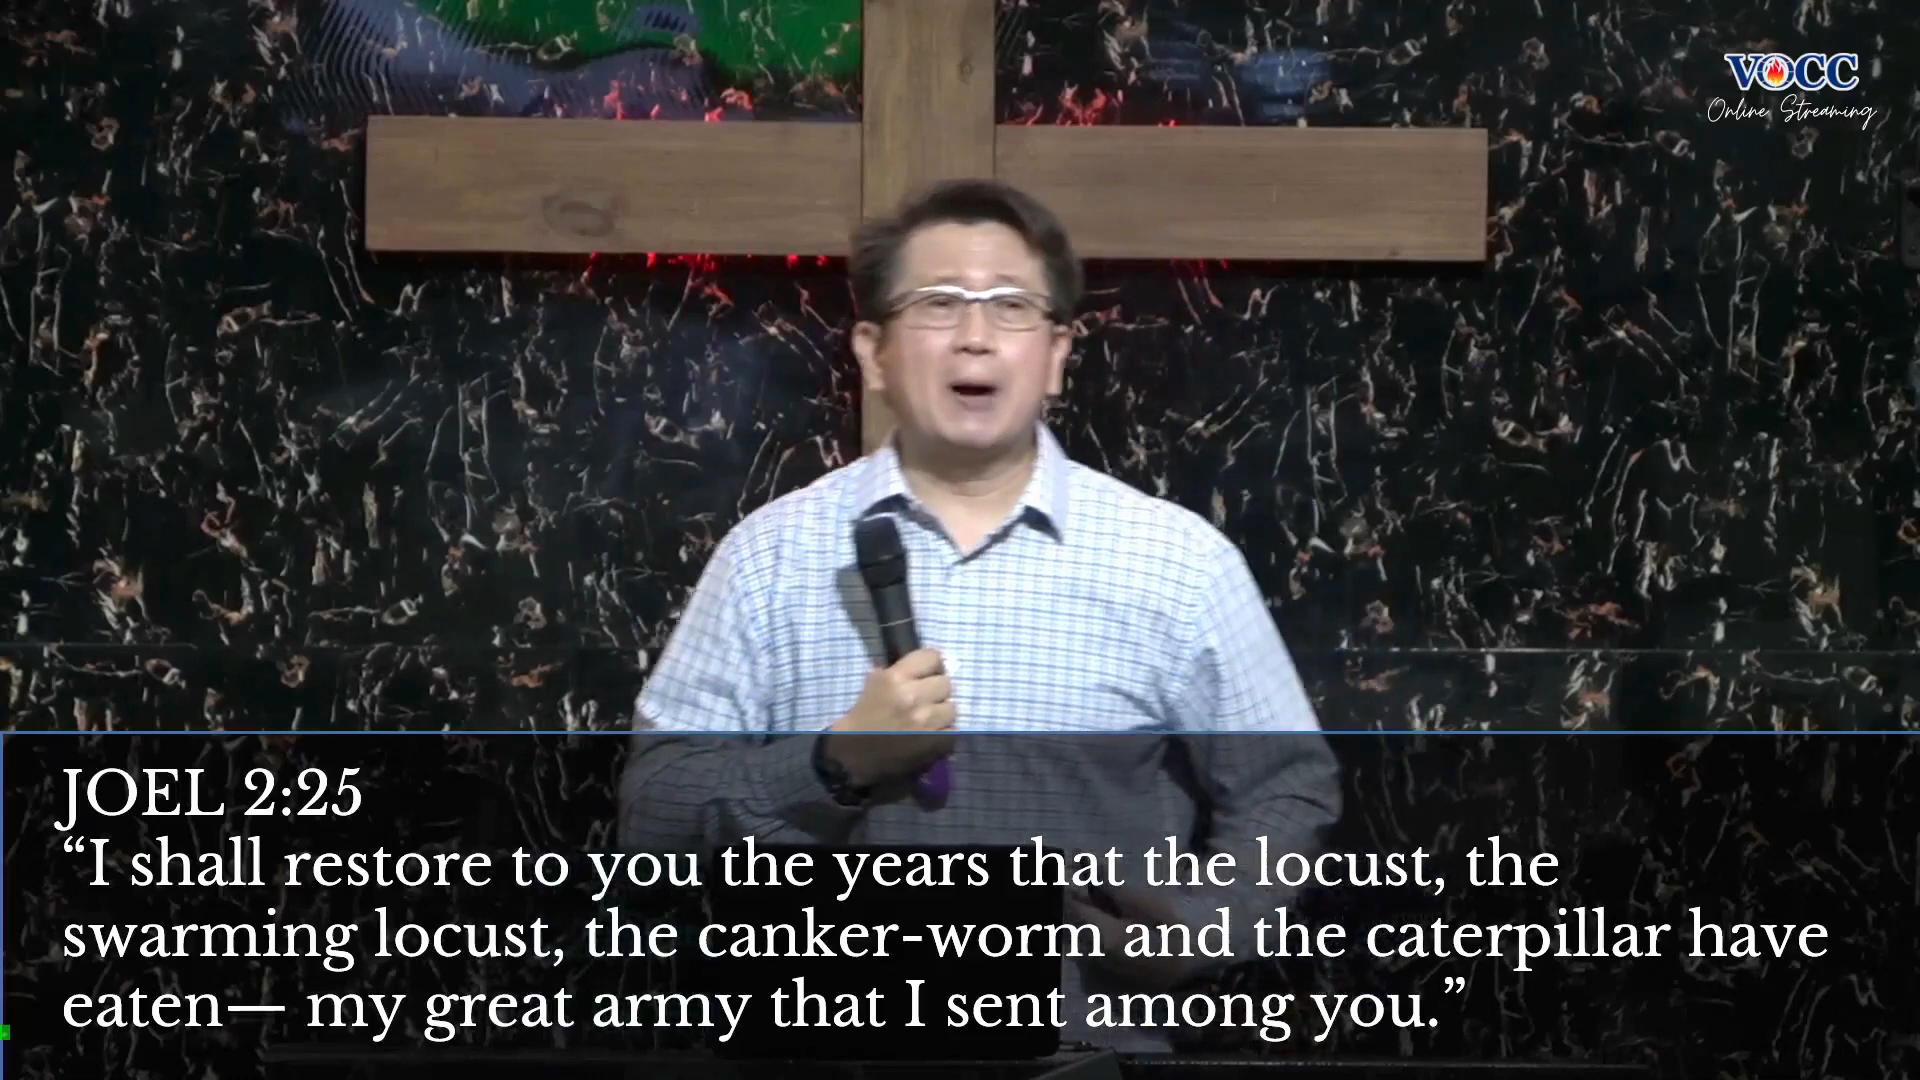 VOCC
Online Streaming
JOEL 2:25
“I shall restore to you the years that the locust, the
swarming locust, the canker-worm and the caterpillar have
eaten— my great army that I sent among you.”